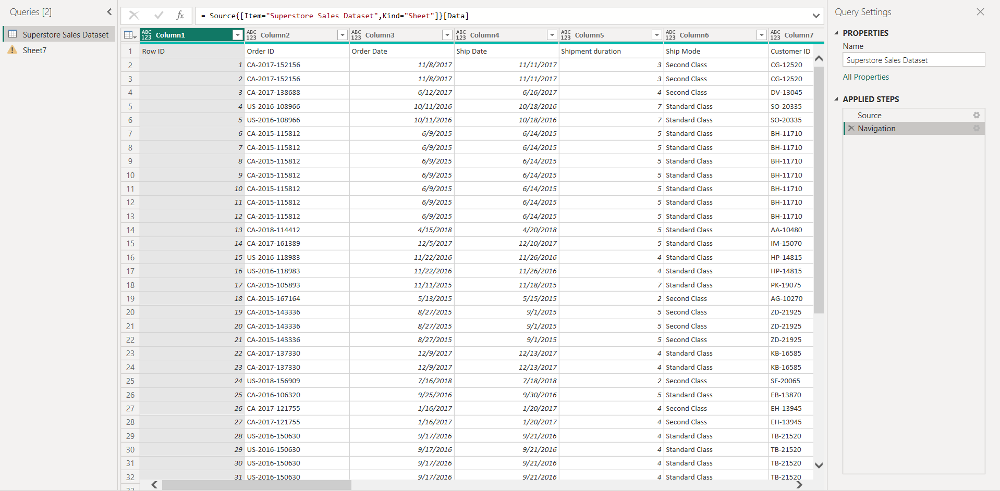 Queries [2]
Superstore Sales Dataset
Sheet7
fx
= Source{[Item="Superstore Sales Dataset",Kind="Sheet"]}[Data]
ABC 123 Column1 ABC 123 Column2 ABC 123 Column3 ABC 123 Column4 ABC 123 Column5 ABC 123 Column6 ABC 123 Column7
1 Row ID Order ID Order Date Ship Date Shipment duration Ship Mode Customer ID
2 1 CA-2017-152156 11/8/2017 11/11/2017 3 Second Class CG-12520
3 2 CA-2017-152156 11/8/2017 11/11/2017 3 Second Class CG-12520
4 3 CA-2017-138688 6/12/2017 6/16/2017 4 Second Class DV-13045
5 4 US-2016-108966 10/11/2016 10/18/2016 7 Standard Class SO-20335
6 5 US-2016-108966 10/11/2016 10/18/2016 7 Standard Class SO-20335
7 6 CA-2015-115812 6/9/2015 6/14/2015 5 Standard Class BH-11710
8 7 CA-2015-115812 6/9/2015 6/14/2015 5 Standard Class BH-11710
9 8 CA-2015-115812 6/9/2015 6/14/2015 5 Standard Class BH-11710
10 9 CA-2015-115812 6/9/2015 6/14/2015 5 Standard Class BH-11710
11 10 CA-2015-115812 6/9/2015 6/14/2015 5 Standard Class BH-11710
12 11 CA-2015-115812 6/9/2015 6/14/2015 5 Standard Class BH-11710
13 12 CA-2015-115812 6/9/2015 6/14/2015 5 Standard Class BH-11710
14 13 CA-2018-114412 4/15/2018 4/20/2018 5 Standard Class AA-10480
15 14 CA-2017-161389 12/5/2017 12/10/2017 5 Standard Class IM-15070
16 15 US-2016-118983 11/22/2016 11/26/2016 4 Standard Class HP-14815
17 16 US-2016-118983 11/22/2016 11/26/2016 4 Standard Class HP-14815
18 17 CA-2015-105893 11/11/2015 11/18/2015 7 Standard Class PK-19075
19 18 CA-2015-167164 5/13/2015 5/15/2015 2 Second Class AG-10270
20 19 CA-2015-143336 8/27/2015 9/1/2015 5 Second Class ZD-21925
21 20 CA-2015-143336 8/27/2015 9/1/2015 5 Second Class ZD-21925
22 21 CA-2015-143336 8/27/2015 9/1/2015 5 Second Class ZD-21925
23 22 CA-2017-137330 12/9/2017 12/13/2017 4 Standard Class KB-16585
24 23 CA-2017-137330 12/9/2017 12/13/2017 4 Standard Class KB-16585
25 24 US-2018-156909 7/16/2018 7/18/2018 2 Second Class SF-20065
26 25 CA-2016-106320 9/25/2016 9/30/2016 5 Standard Class EB-13870
27 26 CA-2017-121755 1/16/2017 1/20/2017 4 Second Class EH-13945
28 27 CA-2017-121755 1/16/2017 1/20/2017 4 Second Class EH-13945
29 28 US-2016-150630 9/17/2016 9/21/2016 4 Standard Class TB-21520
30 29 US-2016-150630 9/17/2016 9/21/2016 4 Standard Class TB-21520
31 30 US-2016-150630 9/17/2016 9/21/2016 4 Standard Class TB-21520
32 31 US-2016-150630 9/17/2016 9/21/2016 4 Standard Class TB-21520
Query Settings
PROPERTIES
Name
Superstore Sales Dataset
All Properties
APPLIED STEPS
Source
Navigation